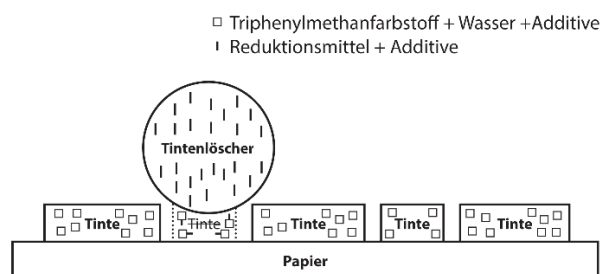 Triphenylmethanfarbstoff + Wasser +Additive
Reduktionsmittel + Additive
Tintenlöscher
Tinte Tinte Tinte Tinte Tinte
Papier